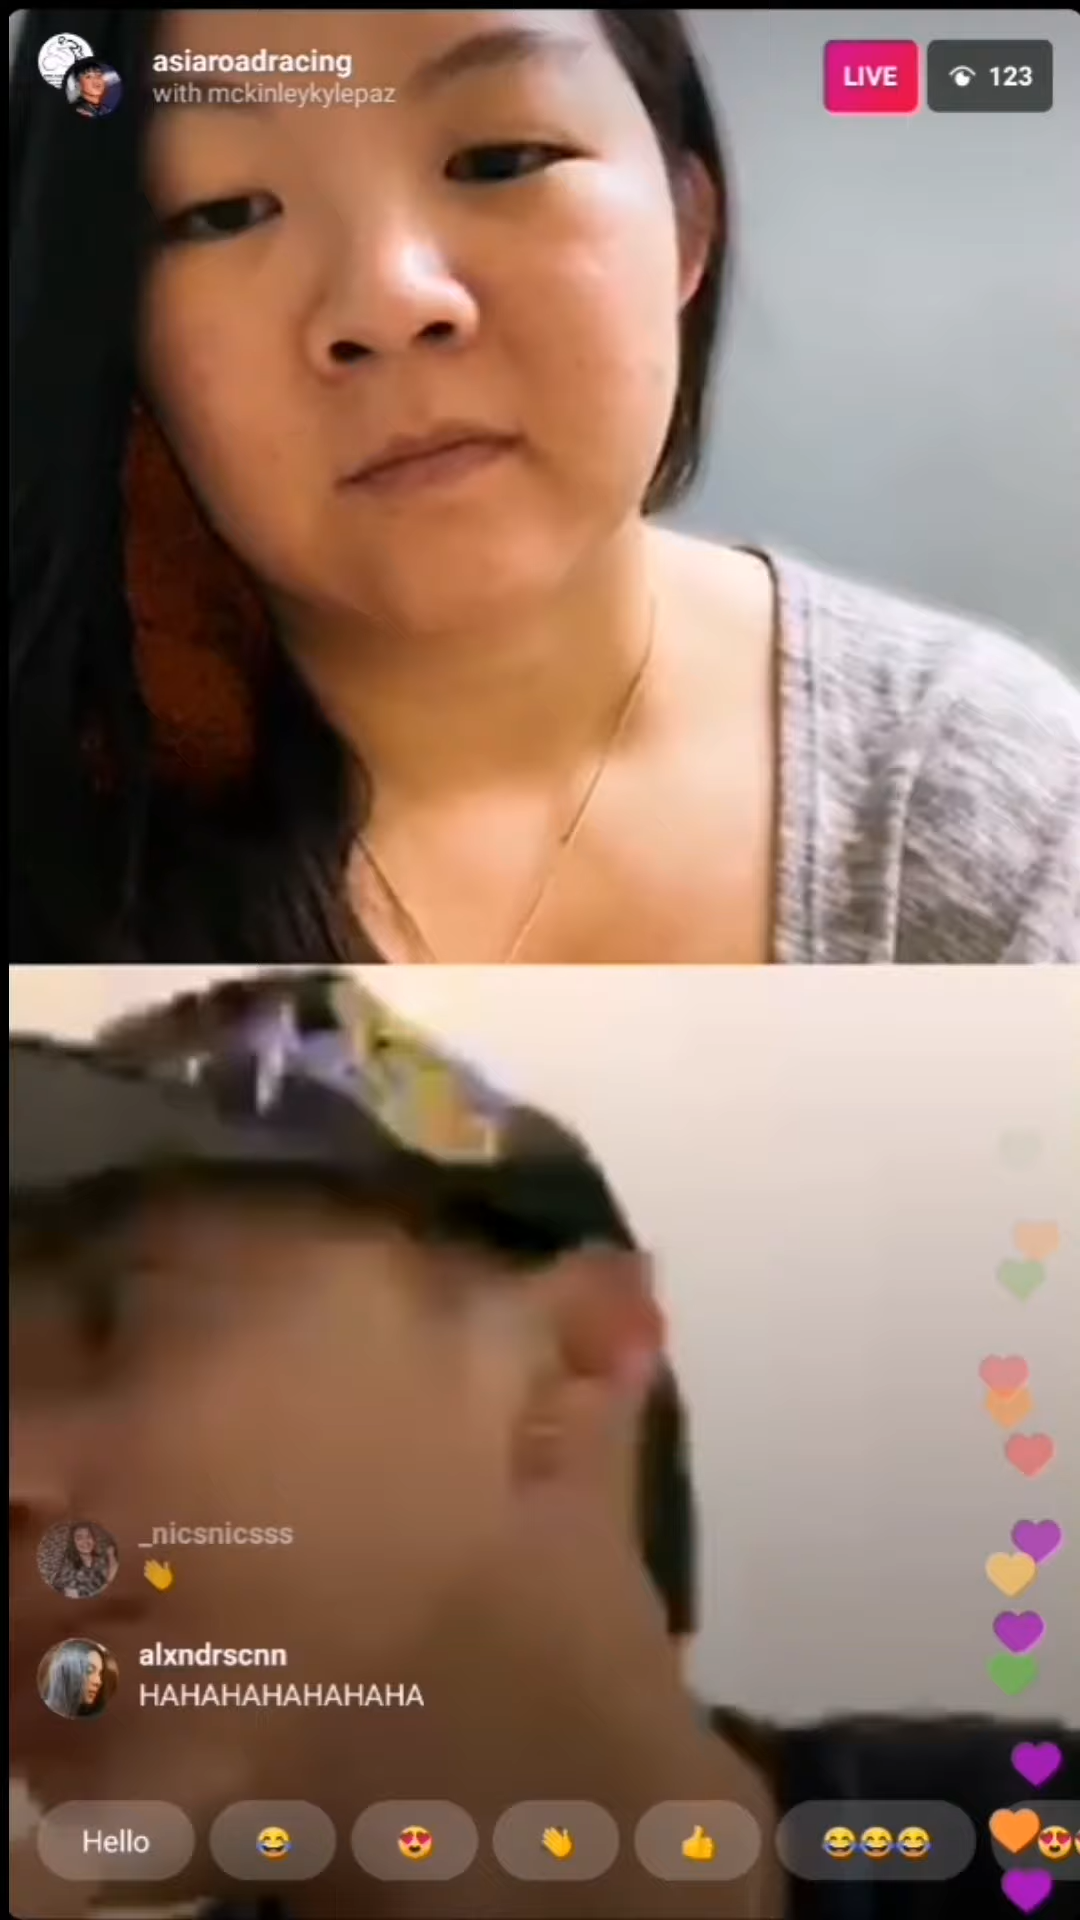 asiaroadracing
with mckinleykylepaz
LIVE
123
_nicsnicsss
👋
alxndrscnn
HAHAHAHAHAHAHA
Hello 😂 😍 👋 👍 😂😂😂 😍